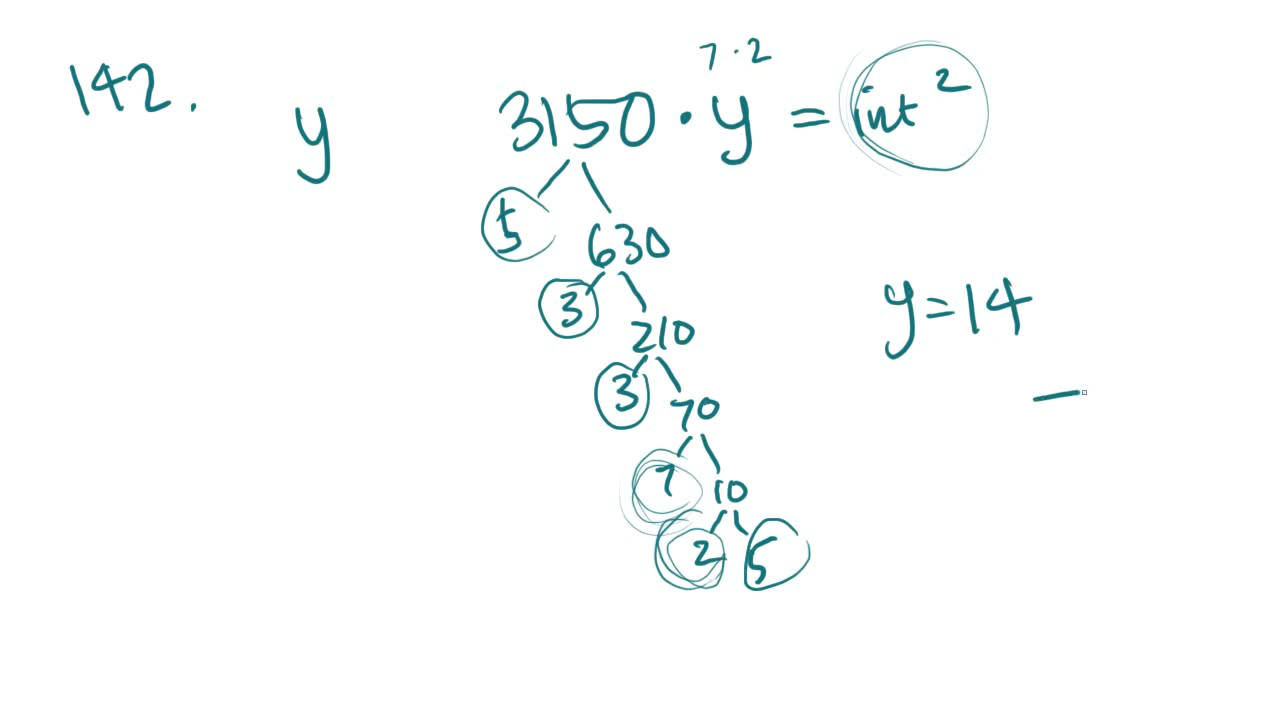 142.
7 · 2
y 3150 · y = int²
5 630
3 210
y = 14
3 70
7 10
2 5